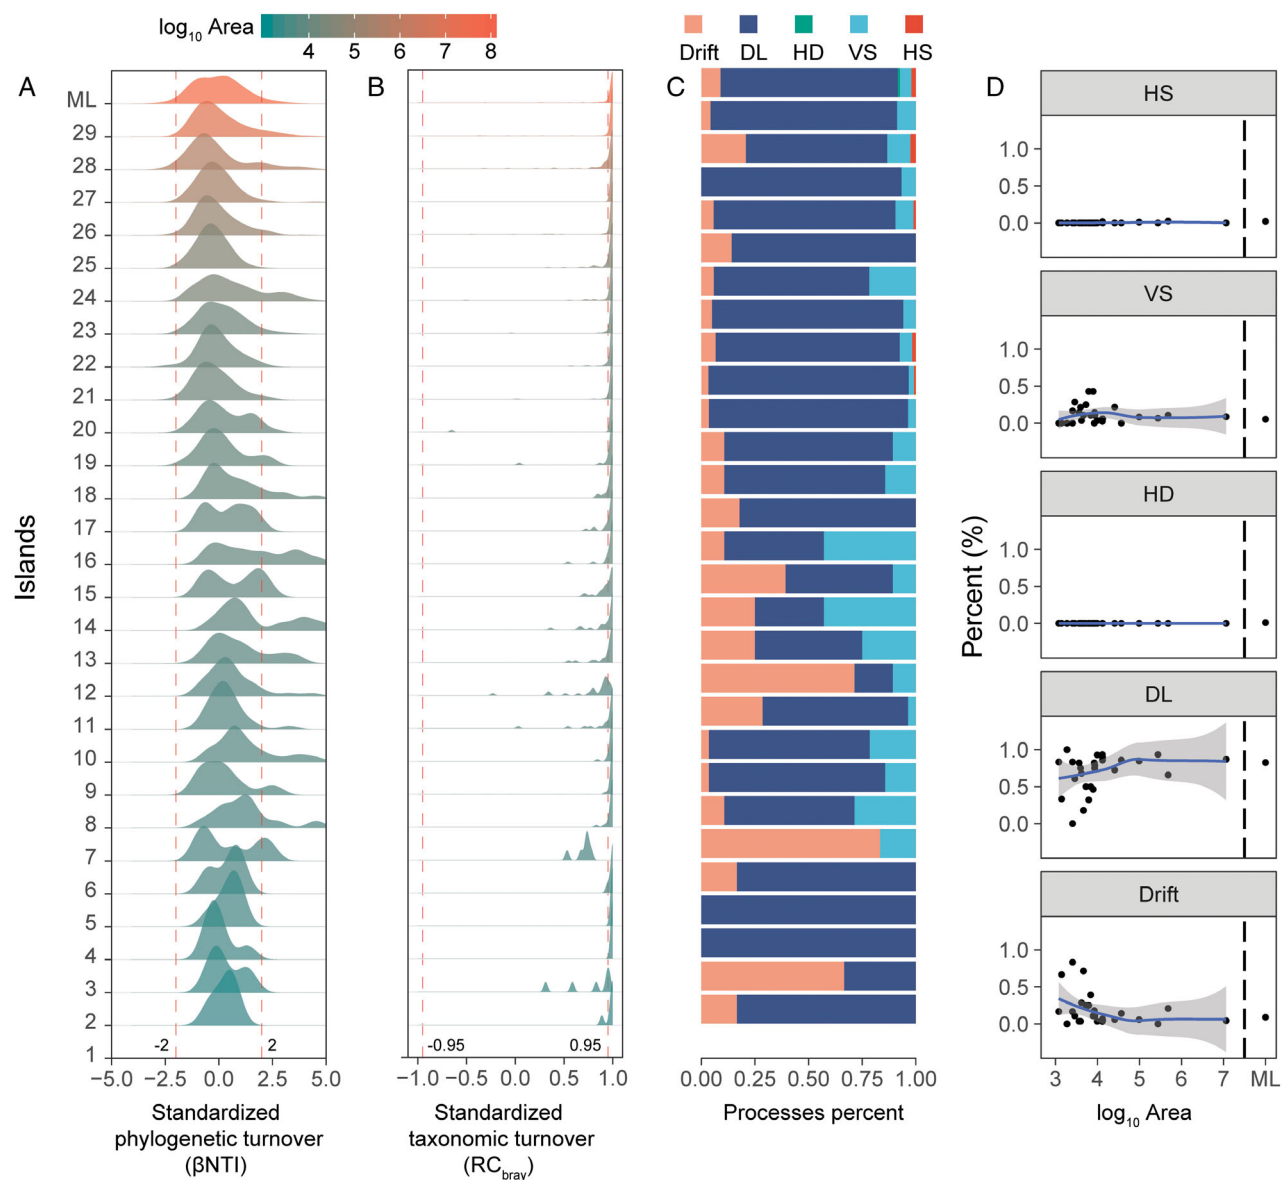 log10 Area
4 5 6 7 8
Drift DL HD VS HS
A
B
C
D
ML
29
28
27
26
25
24
23
22
21
20
19
18
17
16
15
14
13
12
11
10
9
8
7
6
5
4
3
2
1
Islands
-2 2
−5.0 −2.5 0.0 2.5 5.0
Standardized
phylogenetic turnover
(βNTI)
-0.95 0.95
−1.0 −0.5 0.0 0.5 1.0
Standardized
taxonomic turnover
(RCbray)
0.00 0.25 0.50 0.75 1.00
Processes percent
Percent (%)
HS
1.0
0.5
0.0
VS
1.0
0.5
0.0
HD
1.0
0.5
0.0
DL
1.0
0.5
0.0
Drift
1.0
0.5
0.0
3 4 5 6 7 ML
log10 Area